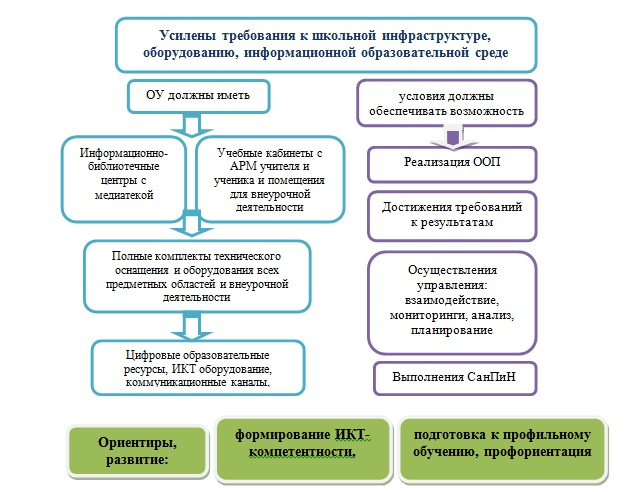 Усилены требования к школьной инфраструктуре,
оборудованию, информационной образовательной среде
ОУ должны иметь
Информационно-
библиотечные
центры с
медиатекой
Учебные кабинеты с
АРМ учителя и
ученика и помещения
для внеурочной
деятельности
Полные комплекты технического
оснащения и оборудования всех
предметных областей и внеурочной
деятельности
Цифровые образовательные
ресурсы, ИКТ оборудование,
коммуникационные каналы,
условия должны
обеспечивать возможность
Реализация ООП
Достижения требований
к результатам
Осуществления
управления:
взаимодействие,
мониторинги, анализ,
планирование
Выполнения СанПиН
Ориентиры,
развитие:
формирование ИКТ-
компетентности,
подготовка к профильному
обучению, профориентация